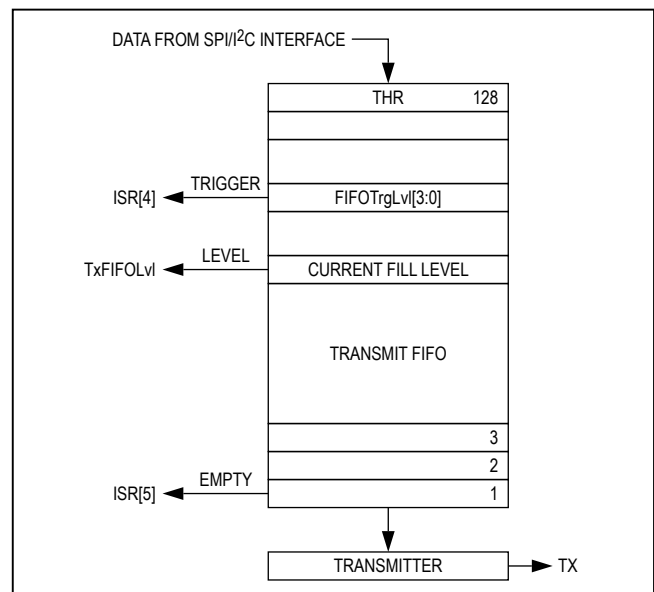 DATA FROM SPI/I²C INTERFACE
THR 128
TRIGGER
ISR[4]
FIFOTrgLvl[3:0]
LEVEL
TxFIFOLvl
CURRENT FILL LEVEL
TRANSMIT FIFO
3
2
EMPTY
ISR[5]
1
TRANSMITTER
TX